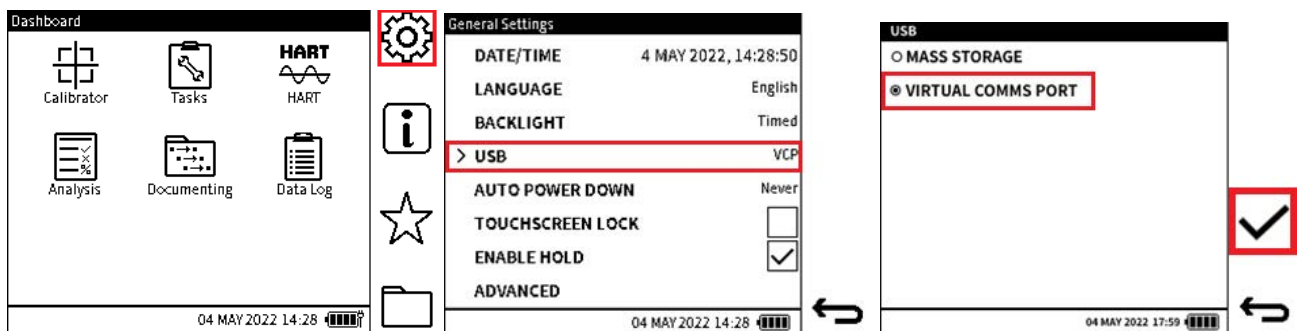 Dashboard
HART
Calibrator
Tasks
HART
Analysis
Documenting
Data Log
04 MAY 2022 14:28
i
General Settings
DATE/TIME 4 MAY 2022, 14:28:50
LANGUAGE English
BACKLIGHT Timed
> USB VCP
AUTO POWER DOWN Never
TOUCHSCREEN LOCK
ENABLE HOLD
ADVANCED
04 MAY 2022 14:28
USB
MASS STORAGE
VIRTUAL COMMS PORT
04 MAY 2022 17:59